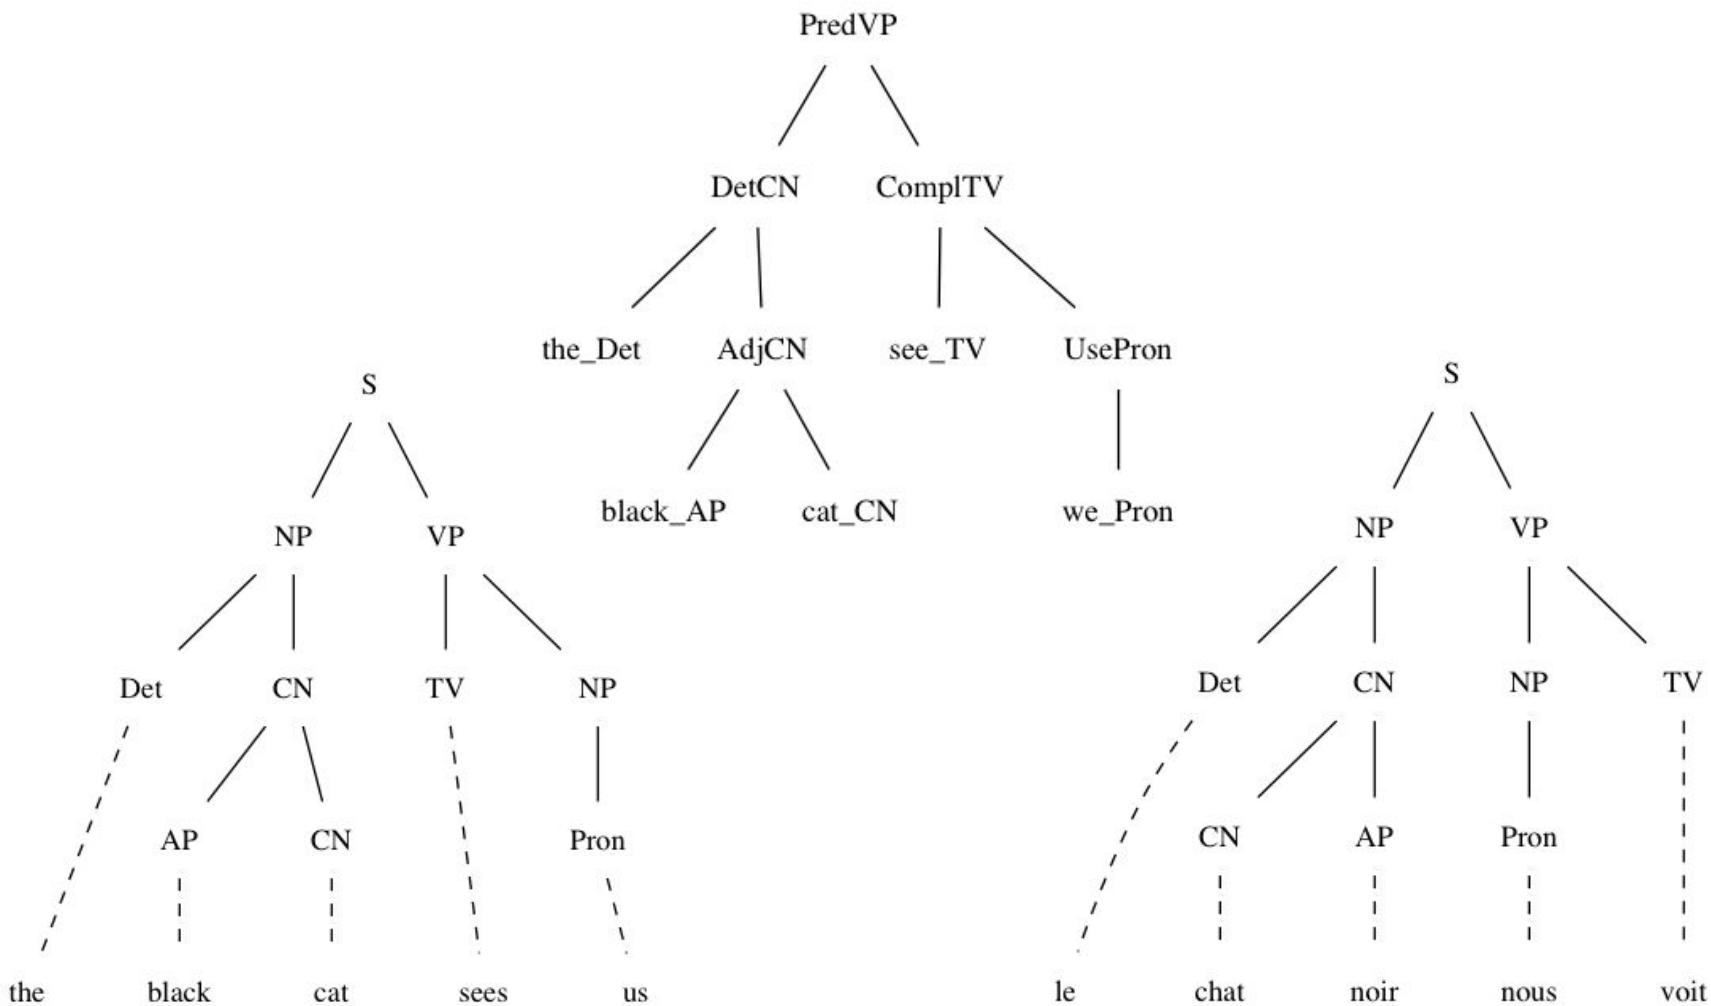 PredVP
DetCN ComplTV
the_Det AdjCN see_TV UsePron
black_AP cat_CN we_Pron
S
NP VP
Det CN TV NP
AP CN Pron
the black cat sees us
S
NP VP
Det CN NP TV
CN AP Pron
le chat noir nous voit